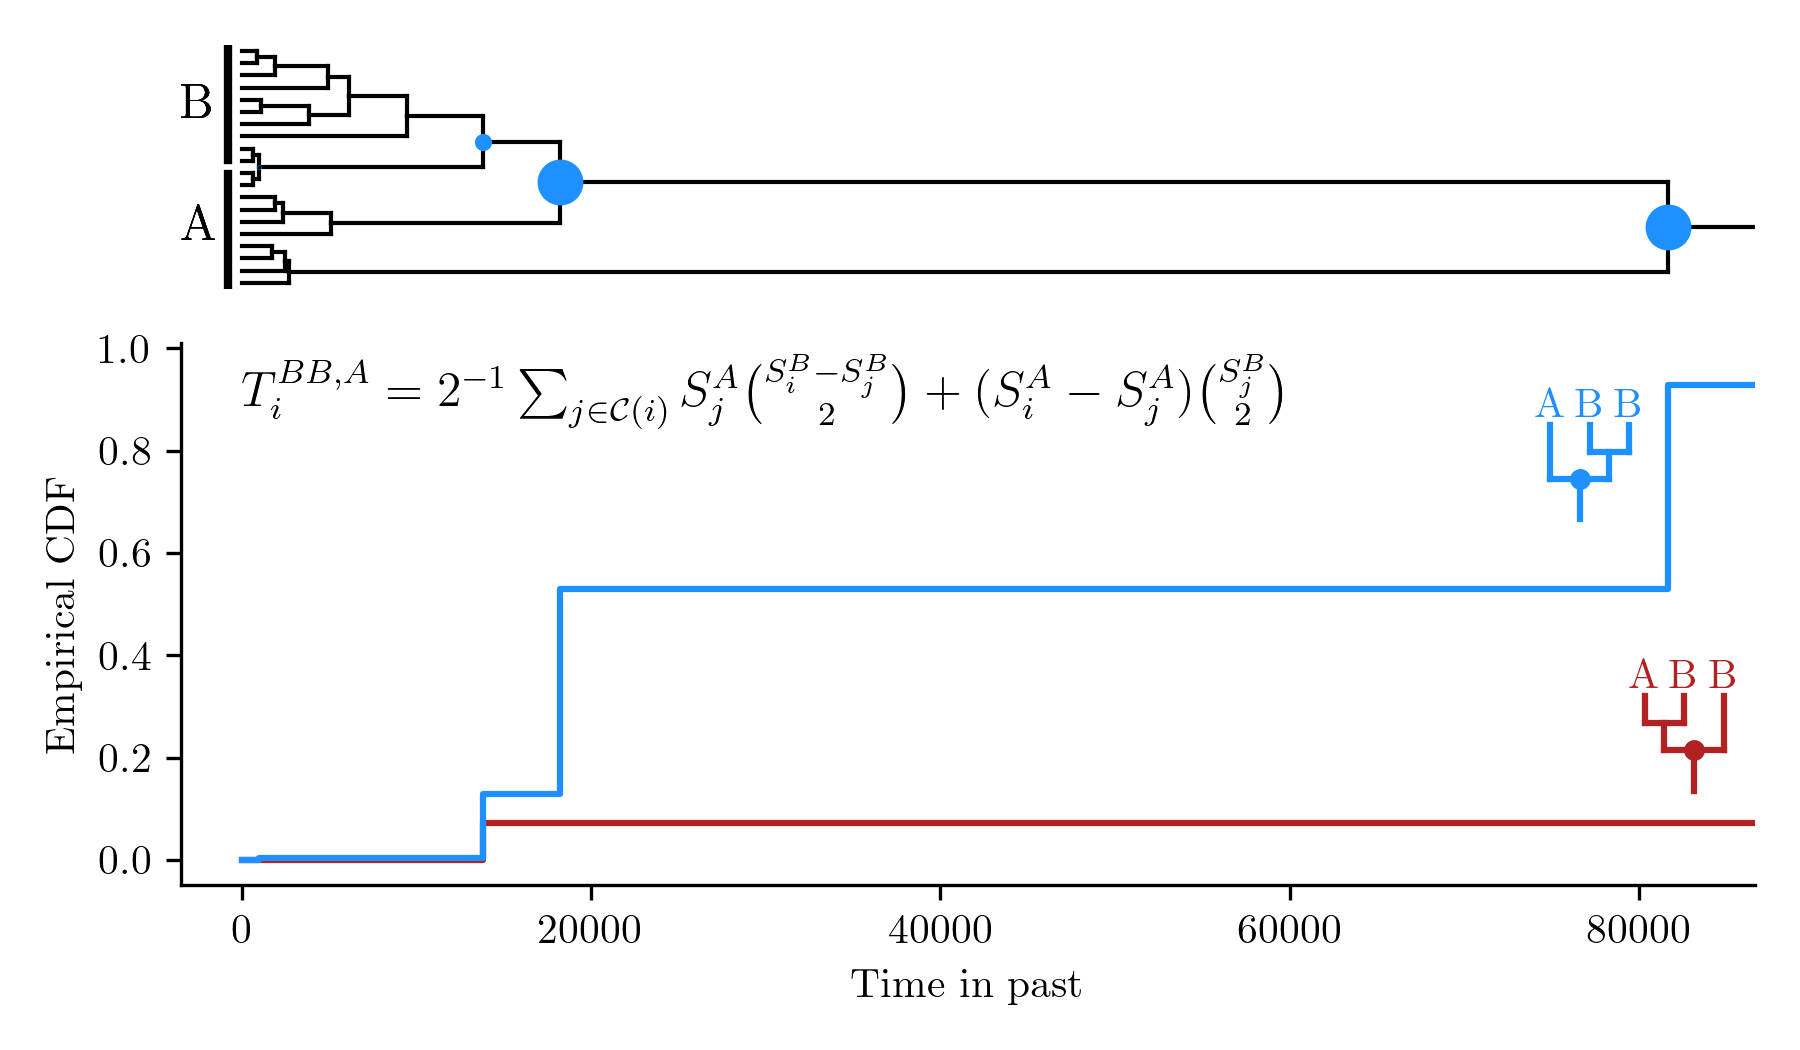 B
A
1.0
T_i^{BB,A} = 2^{-1} \sum_{j \in \mathcal{C}(i)} S_j^A \binom{S_i^B - S_j^B}{2} + (S_i^A - S_j^A) \binom{S_j^B}{2}
A B B
0.8
0.6
0.4
0.2
0.0
Empirical CDF
A B B
0 20000 40000 60000 80000
Time in past